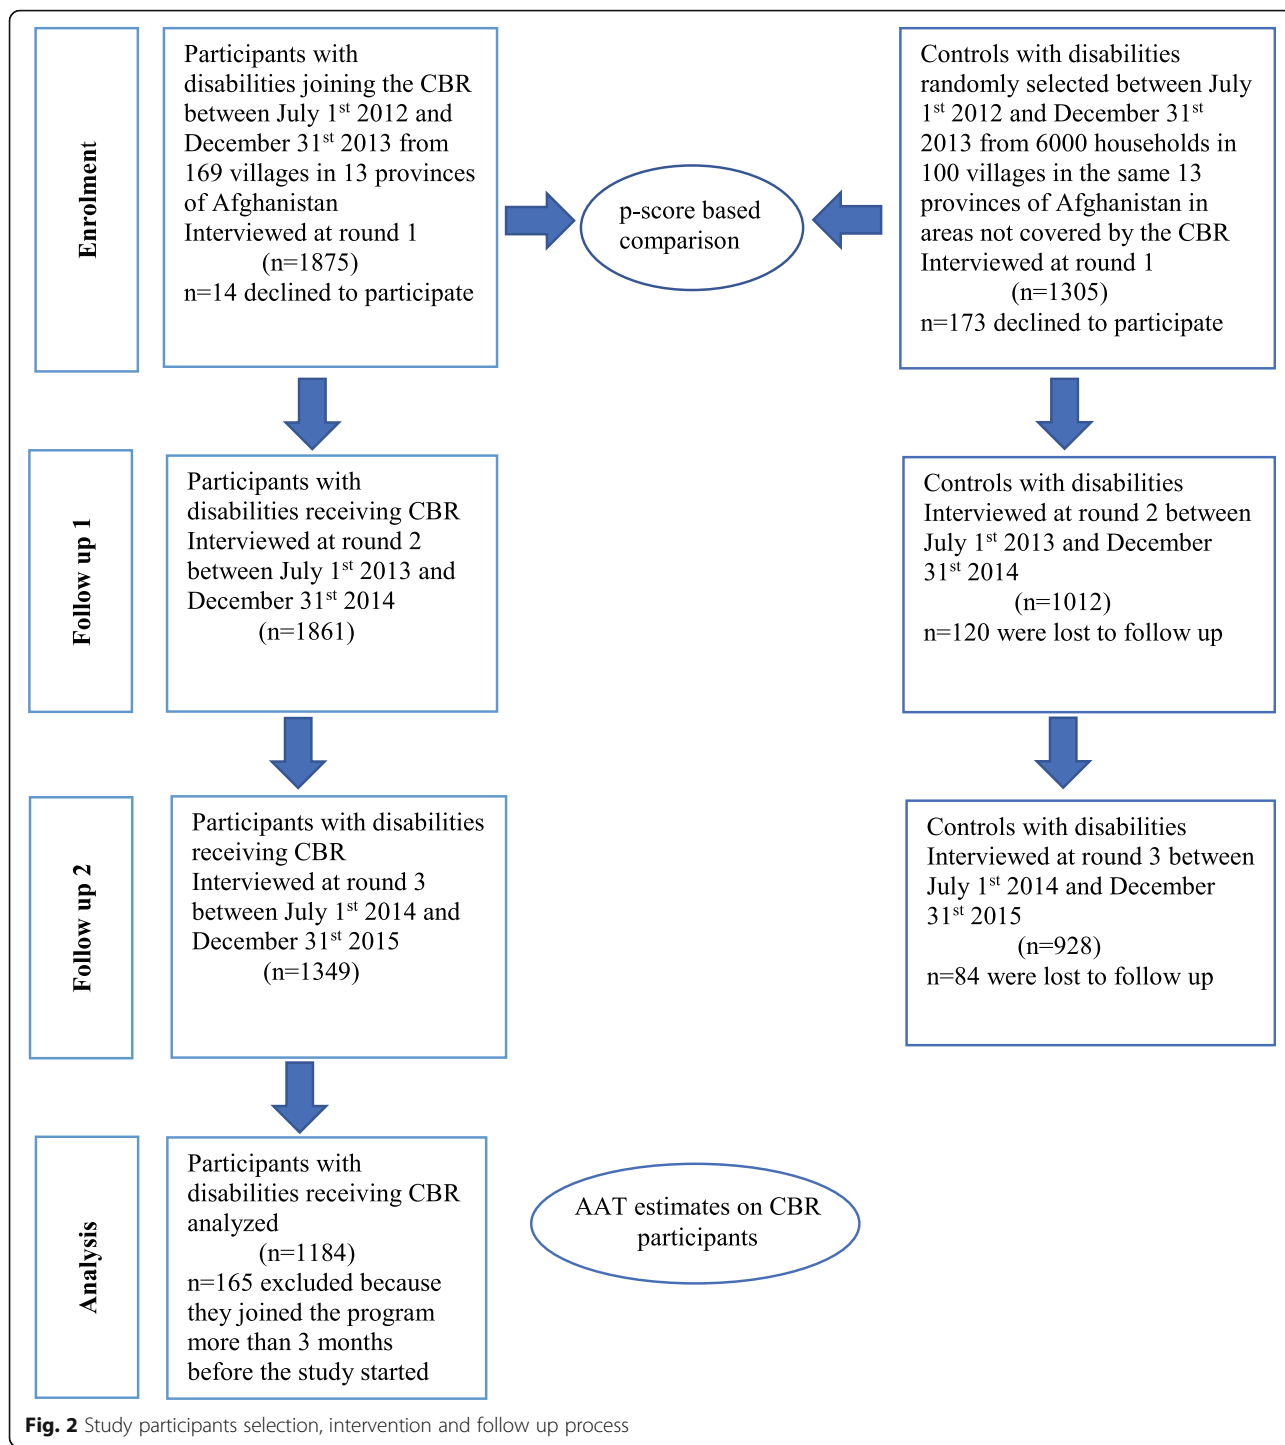 Enrolment
Participants with
disabilities joining the CBR
between July 1st 2012 and
December 31st 2013 from
169 villages in 13 provinces
of Afghanistan
Interviewed at round 1
(n=1875)
n=14 declined to participate
p-score based
comparison
Controls with disabilities
randomly selected between July
1st 2012 and December 31st
2013 from 6000 households in
100 villages in the same 13
provinces of Afghanistan in
areas not covered by the CBR
Interviewed at round 1
(n=1305)
n=173 declined to participate
Follow up 1
Participants with
disabilities receiving CBR
Interviewed at round 2
between July 1st 2013 and
December 31st 2014
(n=1861)
Controls with disabilities
Interviewed at round 2 between
July 1st 2013 and December
31st 2014
(n=1012)
n=120 were lost to follow up
Follow up 2
Participants with disabilities
receiving CBR
Interviewed at round 3
between July 1st 2014 and
December 31st 2015
(n=1349)
Controls with disabilities
Interviewed at round 3 between
July 1st 2014 and December
31st 2015
(n=928)
n=84 were lost to follow up
Analysis
Participants with
disabilities receiving CBR
analyzed
(n=1184)
n=165 excluded because
they joined the program
more than 3 months
before the study started
AAT estimates on CBR
participants
Fig. 2 Study participants selection, intervention and follow up process